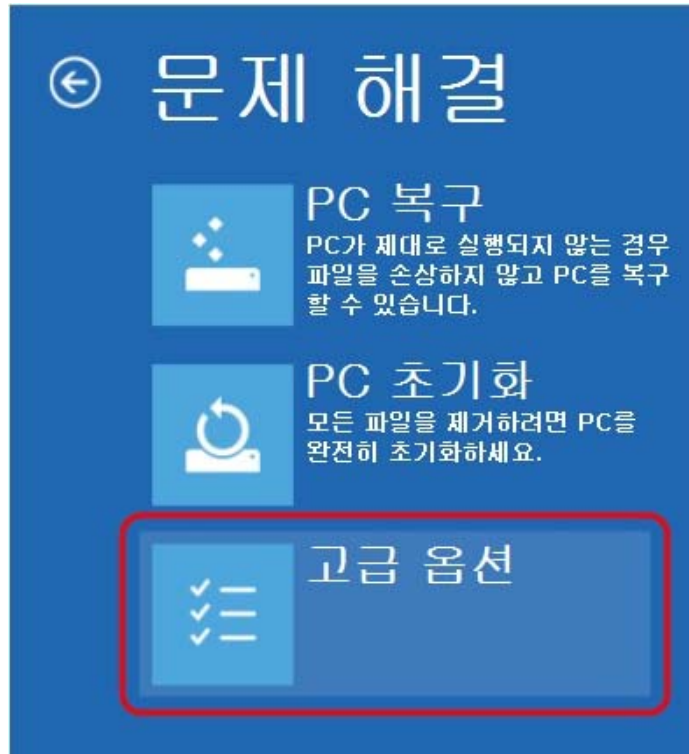 문제 해결
PC 복구
PC가 제대로 실행되지 않는 경우
파일을 손상하지 않고 PC를 복구
할 수 있습니다.
PC 초기화
모든 파일을 제거하려면 PC를
완전히 초기화하세요.
고급 옵션